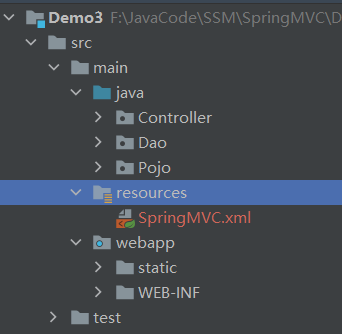 Demo3 F:\JavaCode\SSM\SpringMVC\D
src
main
java
Controller
Dao
Pojo
resources
SpringMVC.xml
webapp
static
WEB-INF
test